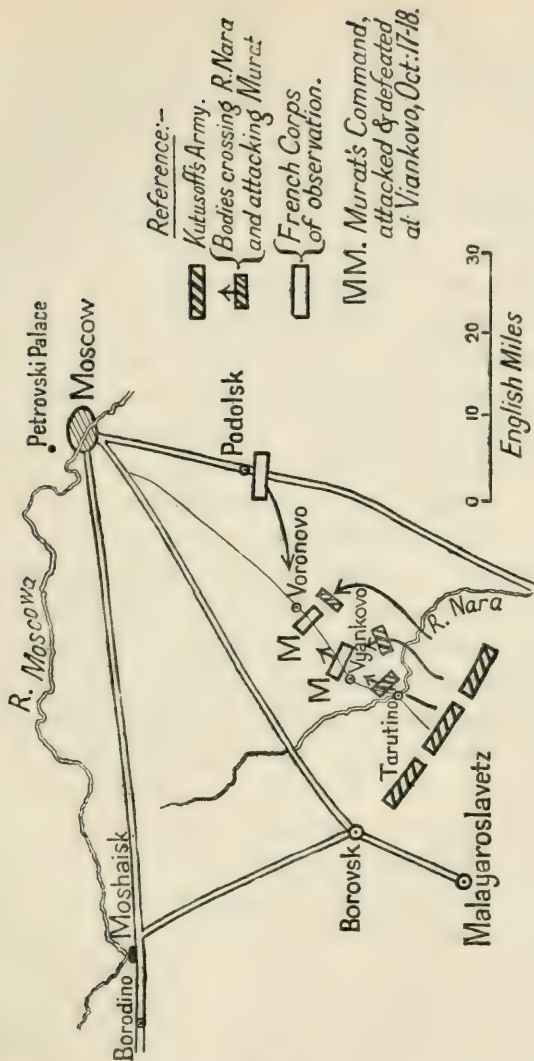 Petrovski Palace
Moscow
R. Moscowa
Moshaisk
Borodino
Podolsk
Voronovo
M
M
Vyankovo
R. Nara
Tarutino
Borovsk
Malayaroslavetz
Reference:-
Kutusoff's Army.
Bodies crossing R. Nara
and attacking Murat
French Corps
of observation.
MM. Murat's Command,
attacked & defeated
at Viankovo, Oct: 17-18.
0 10 20 30
English Miles